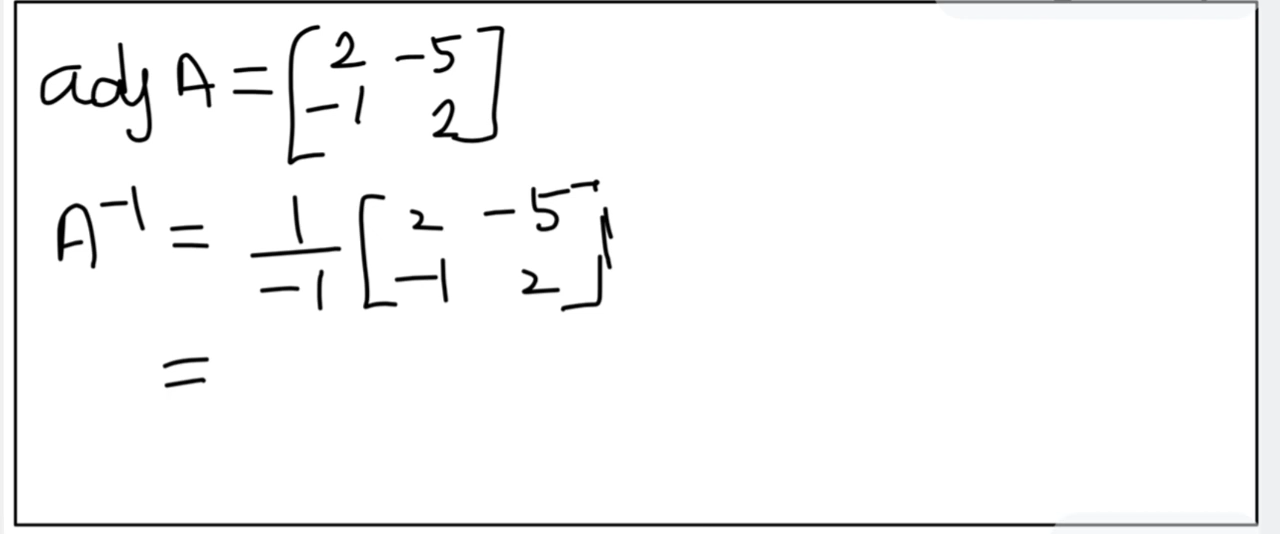 adj A = [2 -5
-1 2]
A^-1 = 1/-1 [2 -5
-1 2]
=